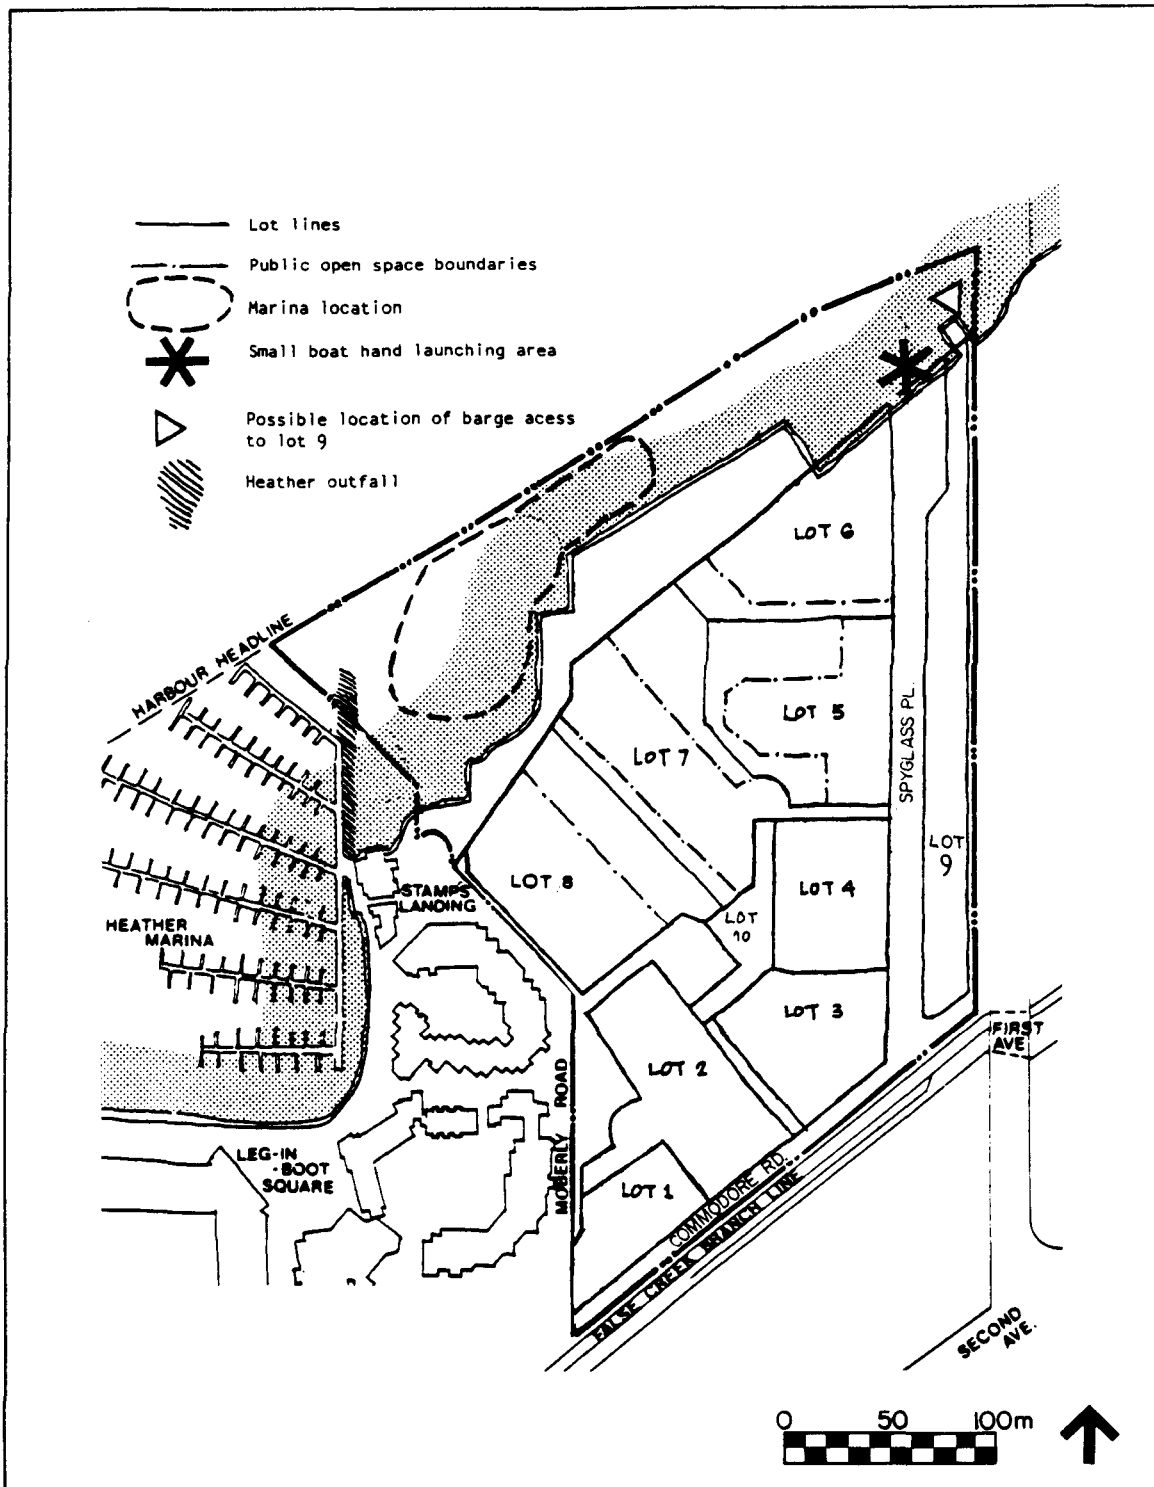 Lot lines
Public open space boundaries
Marina location
Small boat hand launching area
Possible location of barge acess
to lot 9
Heather outfall
HARBOUR HEADLINE
LOT 6
LOT 5
SPYGLASS PL.
LOT 7
LOT
9
LOT 8
LOT 4
STAMPS
LANDING
LOT
10
HEATHER
MARINA
LOT 3
FIRST
AVE
LOT 2
MOBERLY ROAD
LEG-IN
-BOOT
SQUARE
LOT 1
COMMODORE RD.
FALSE CREEK BRANCH LINE
SECOND
AVE.
0 50 100m